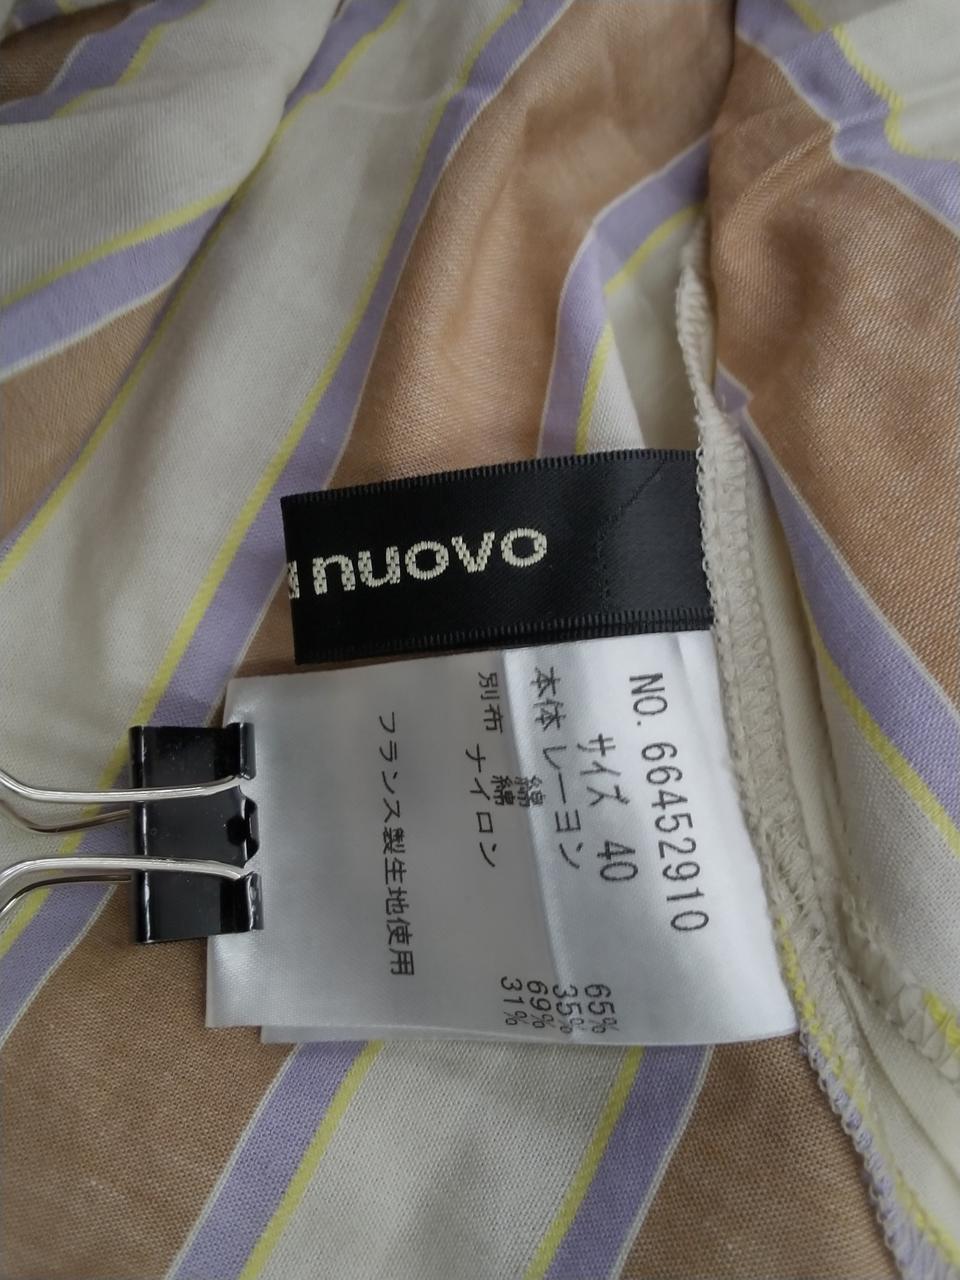 nuovo
NO. 66452910
サイズ 40
本体 レーヨン 65%
綿 35%
別布 綿 69%
ナイロン 31%
フランス製生地使用